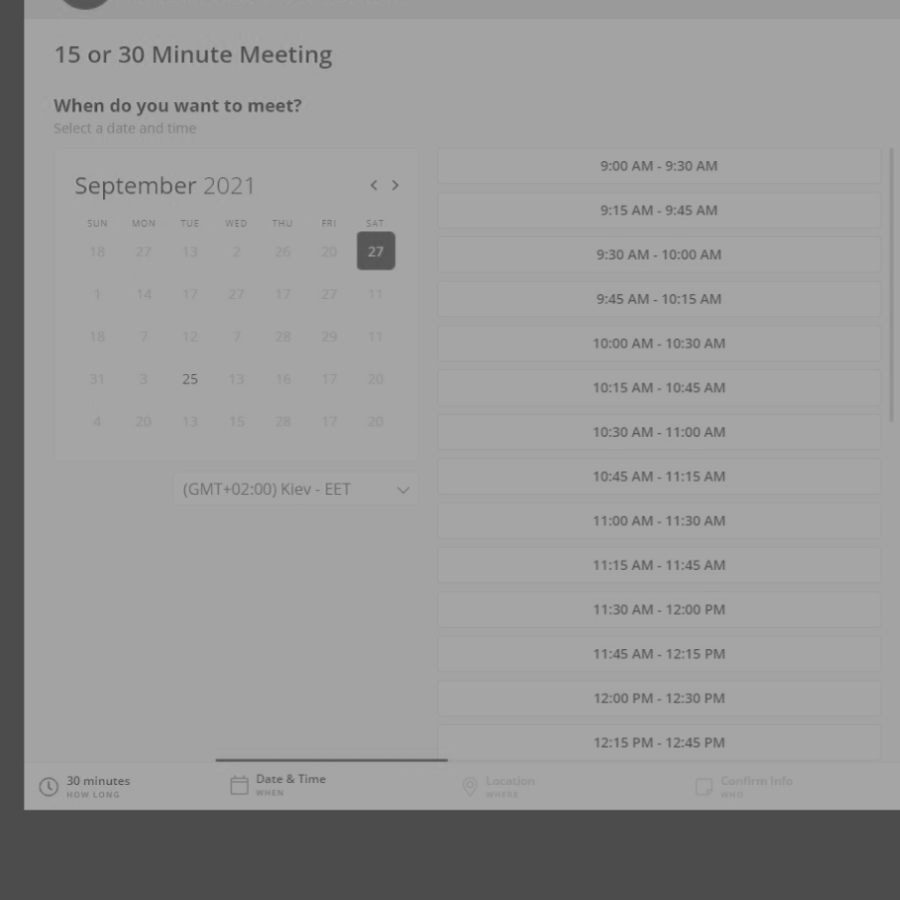 15 or 30 Minute Meeting
When do you want to meet?
Select a date and time
September 2021
SUN MON TUE WED THU FRI SAT
18 27 13 2 26 20 27
1 14 17 27 17 27 11
18 7 12 7 28 29 11
31 3 25 13 16 17 20
4 20 13 15 28 17 20
(GMT+02:00) Kiev - EET
9:00 AM - 9:30 AM
9:15 AM - 9:45 AM
9:30 AM - 10:00 AM
9:45 AM - 10:15 AM
10:00 AM - 10:30 AM
10:15 AM - 10:45 AM
10:30 AM - 11:00 AM
10:45 AM - 11:15 AM
11:00 AM - 11:30 AM
11:15 AM - 11:45 AM
11:30 AM - 12:00 PM
11:45 AM - 12:15 PM
12:00 PM - 12:30 PM
12:15 PM - 12:45 PM
30 minutes
HOW LONG
Date & Time
WHEN
Location
WHERE
Confirm Info
WHO